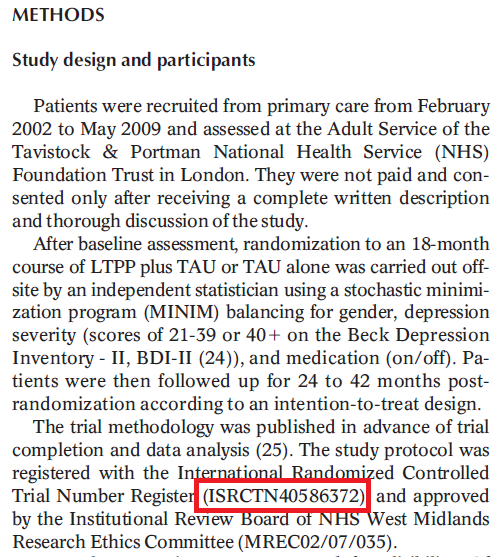 METHODS
Study design and participants
Patients were recruited from primary care from February
2002 to May 2009 and assessed at the Adult Service of the
Tavistock & Portman National Health Service (NHS)
Foundation Trust in London. They were not paid and con-
sented only after receiving a complete written description
and thorough discussion of the study.
After baseline assessment, randomization to an 18-month
course of LTPP plus TAU or TAU alone was carried out off-
site by an independent statistician using a stochastic minimi-
zation program (MINIM) balancing for gender, depression
severity (scores of 21-39 or 40+ on the Beck Depression
Inventory - II, BDI-II (24)), and medication (on/off). Pa-
tients were then followed up for 24 to 42 months post-
randomization according to an intention-to-treat design.
The trial methodology was published in advance of trial
completion and data analysis (25). The study protocol was
registered with the International Randomized Controlled
Trial Number Register (ISRCTN40586372) and approved
by the Institutional Review Board of NHS West Midlands
Research Ethics Committee (MREC02/07/035).